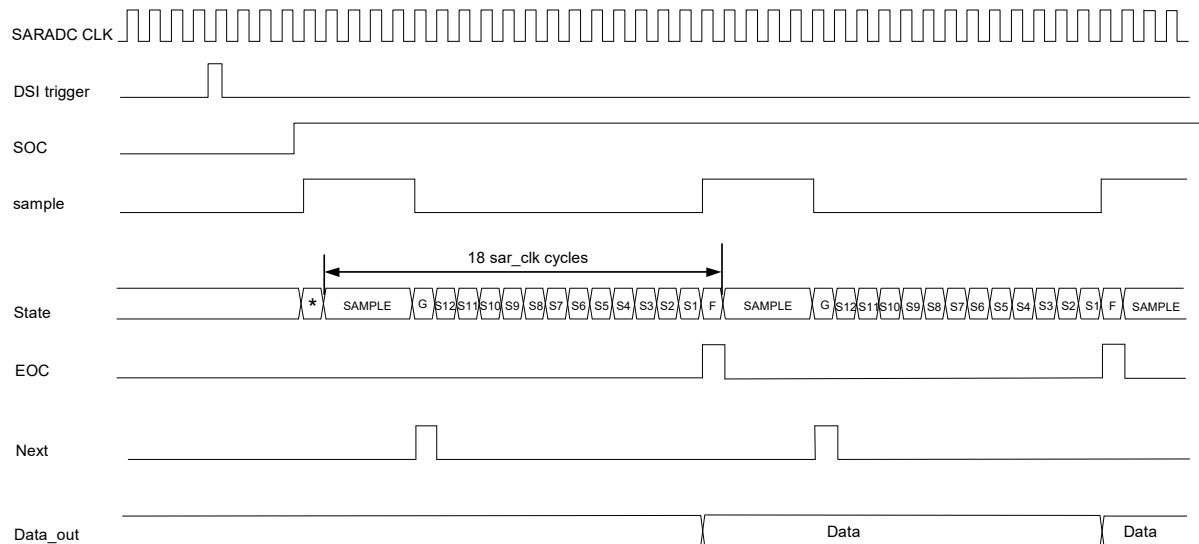 SARADC CLK
DSI trigger
SOC
sample
18 sar_clk cycles
State * SAMPLE G S12 S11 S10 S9 S8 S7 S6 S5 S4 S3 S2 S1 F SAMPLE G S12 S11 S10 S9 S8 S7 S6 S5 S4 S3 S2 S1 F SAMPLE
EOC
Next
Data_out Data Data